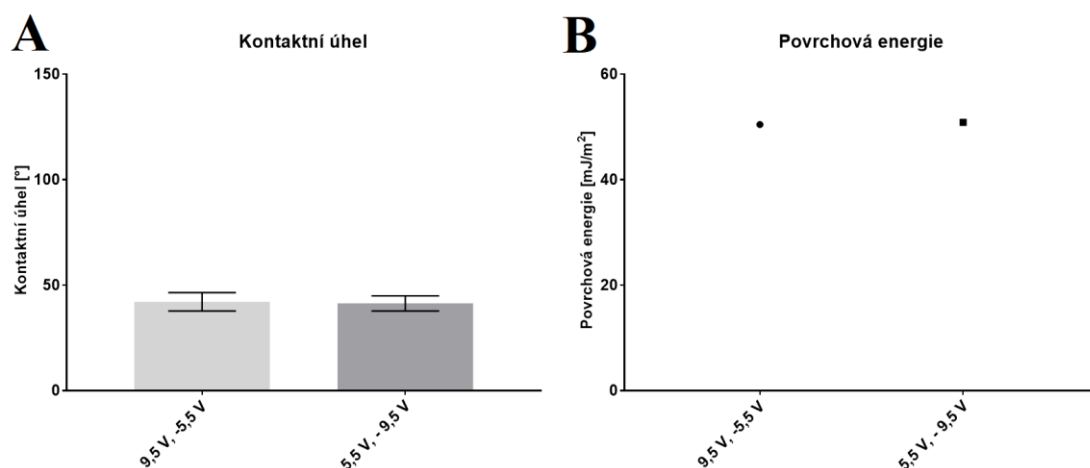 A
Kontaktní úhel
Kontaktní úhel [°]
150
100
50
0
9,5 V, -5,5 V
5,5 V, - 9,5 V
B
Povrchová energie
Povrchová energie [mJ/m²]
60
40
20
0
9,5 V, -5,5 V
5,5 V, - 9,5 V